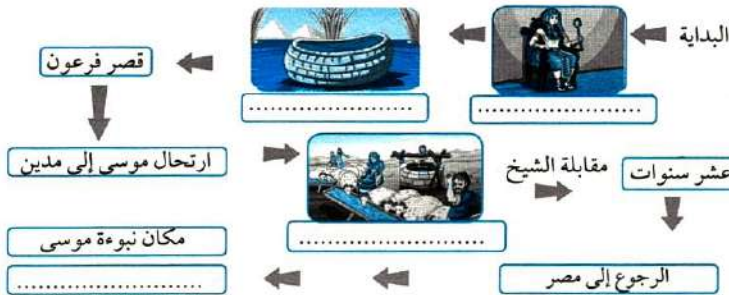 البداية
........................
........................
قصر فرعون
ارتحال موسى إلى مدين
........................
مقابلة الشيخ
عشر سنوات
الرجوع إلى مصر
مكان نبوءة موسى
........................